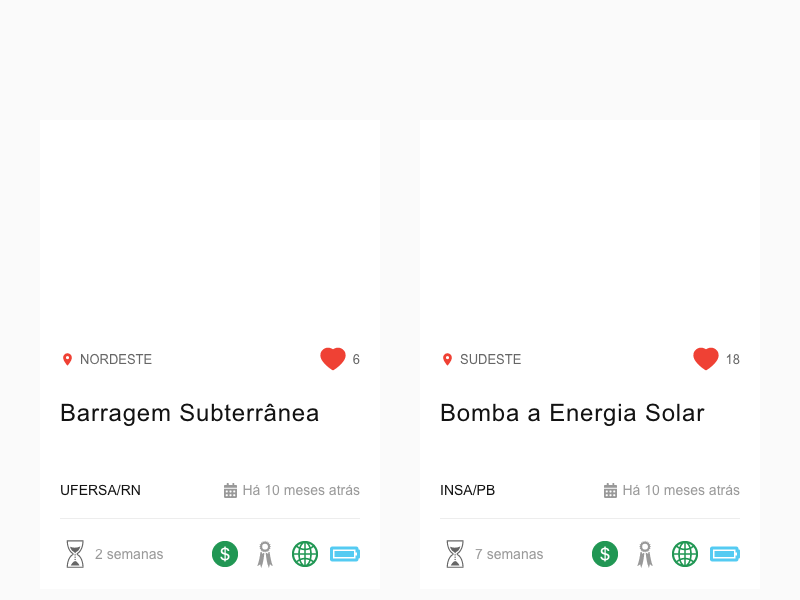 NORDESTE 6
Barragem Subterrânea
UFERSA/RN Há 10 meses atrás
2 semanas $
SUDESTE 18
Bomba a Energia Solar
INSA/PB Há 10 meses atrás
7 semanas $